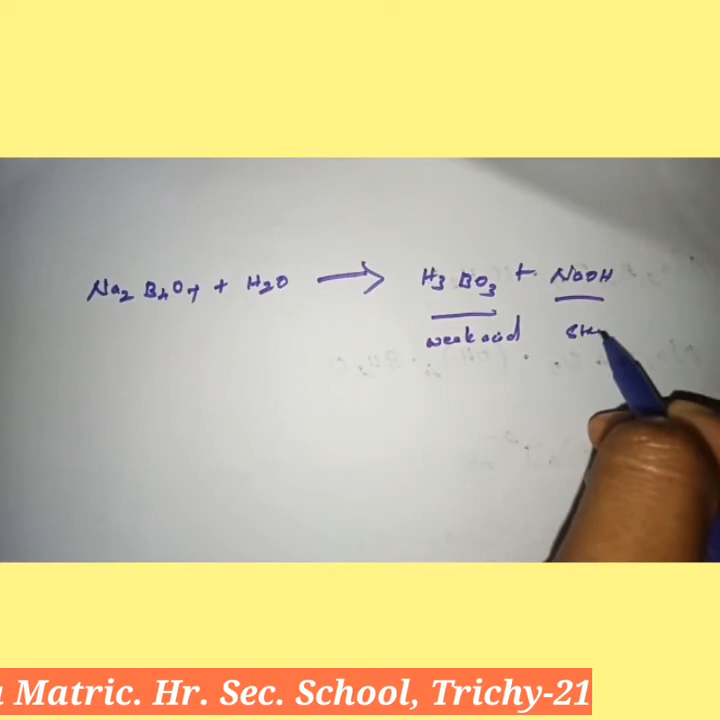 Na2 B4O7 + H2O → H3 BO3 + NaOH
weak acid
a Matric. Hr. Sec. School, Trichy-21